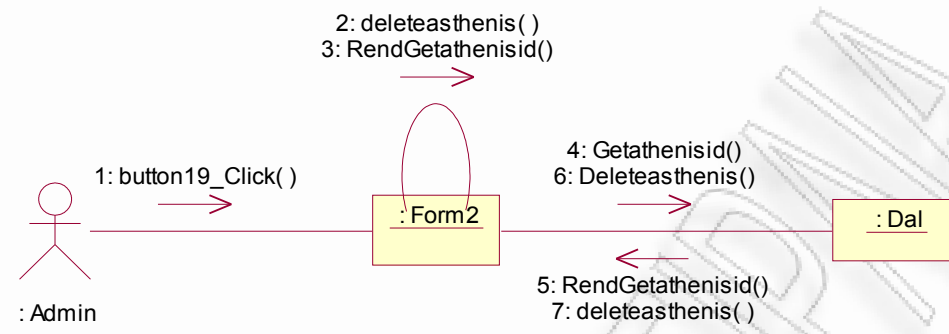 2: deleteasthenis( )
3: RendGetathenisid()
4: Getathenisid()
1: button19_Click( )
6: Deleteasthenis()
: Form2
: Dal
5: RendGetathenisid()
: Admin
7: deleteasthenis( )